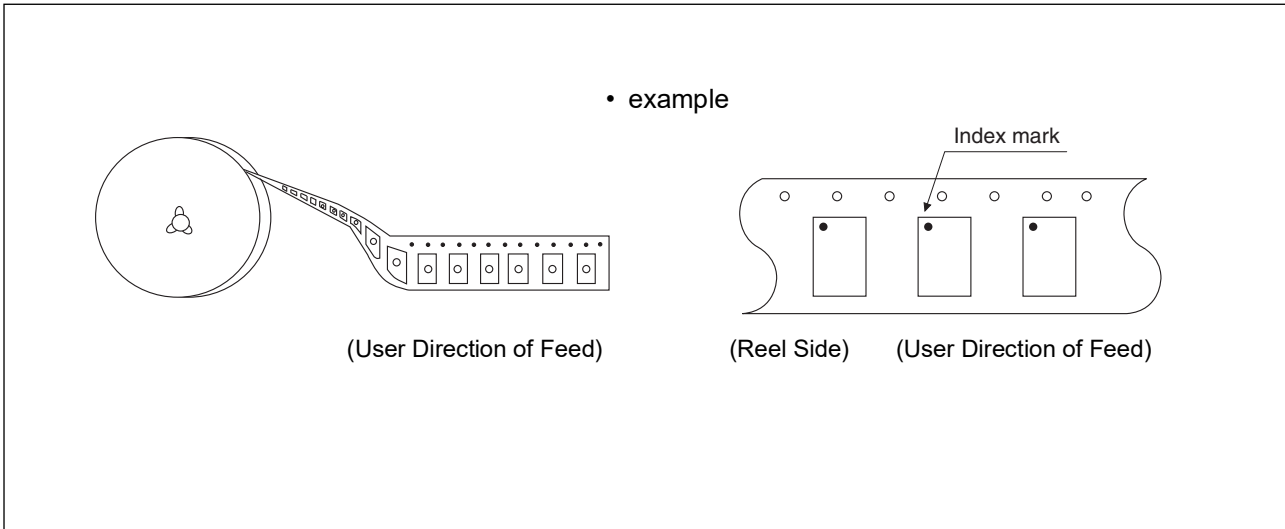 • example
Index mark
(User Direction of Feed)
(Reel Side)
(User Direction of Feed)